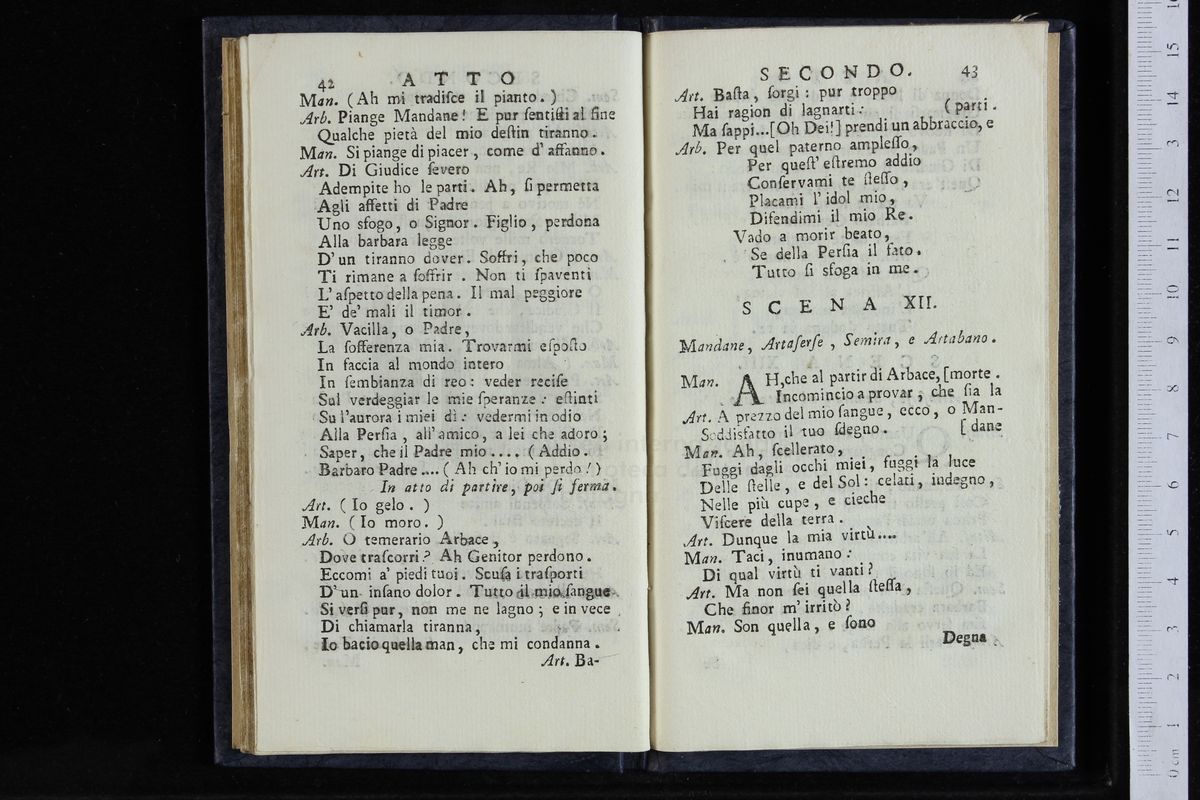 42 ATTO
Man. (Ah mi tradiſce il pianto.)
Arb. Piange Mandane! E pur ſentiſti al fine
Qualche pietà del mio deſtin tiranno.
Man. Si piange di piacer, come d'affanno.
Art. Di Giudice ſevero
Adempite ho le parti. Ah, ſi permetta
Agli affetti di Padre
Uno sfogo, o Signor. Figlio, perdona
Alla barbara legge
D'un tiranno dover. Soffri, che poco
Ti rimane a ſoffrir. Non ti ſpaventi
L'aſpetto della pena. Il mal peggiore
E' de' mali il timor.
Arb. Vacilla, o Padre,
La ſofferenza mia. Trovarmi eſpoſto
In faccia al mondo intero
In ſembianza di reo: veder reciſe
Sul verdeggiar le mie ſperanze: eſtinti
Su l'aurora i miei dì: vedermi in odio
Alla Perſia, all'amico, a lei che adoro;
Saper, che il Padre mio.... (Addio.
Barbaro Padre....(Ah ch'io mi perdo!)
In atto di partire, poi ſi ferma.
Art. (Io gelo.)
Man. (Io moro.)
Arb. O temerario Arbace,
Dove traſcorri? Ah Genitor perdono.
Eccomi a' piedi tuoi. Scuſa i traſporti
D'un inſano dolor. Tutto il mio ſangue
Si verſi pur, non me ne lagno; e in vece
Di chiamarla tiranna,
Io bacio quella man, che mi condanna.
Art. Ba-
SECONDO. 43
Art. Baſta, ſorgi: pur troppo
Hai ragion di lagnarti: (parti.
Ma ſappi...[Oh Dei!] prendi un abbraccio, e
Arb. Per quel paterno ampleſſo,
Per queſt'eſtremo addio
Conſervami te ſteſſo,
Placami l'idol mio,
Difendimi il mio Re.
Vado a morir beato,
Se della Perſia il fato.
Tutto ſi sfoga in me.
SCENA XII.
Mandane, Artaſerſe, Semira, e Artabano.
Man. AH, che al partir di Arbace, [morte.
Incomincio a provar, che ſia la
Art. A prezzo del mio ſangue, ecco, o Man-
Soddisfatto il tuo ſdegno. [dane
Man. Ah, ſcellerato,
Fuggi dagli occhi miei, fuggi la luce
Delle ſtelle, e del Sol: celati, indegno,
Nelle più cupe, e cieche
Viſcere della terra.
Art. Dunque la mia virtù....
Man. Taci, inumano:
Di qual virtù ti vanti?
Art. Ma non ſei quella ſteſſa,
Che finor m'irritò?
Man. Son quella, e ſono
Degna